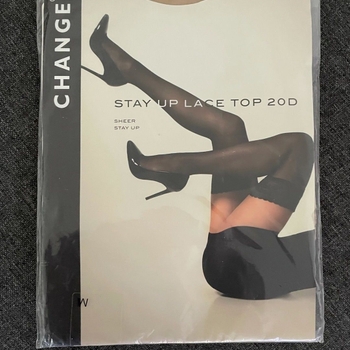 CHANGE
STAY UP LACE TOP 20D
SHEER
STAY UP
W